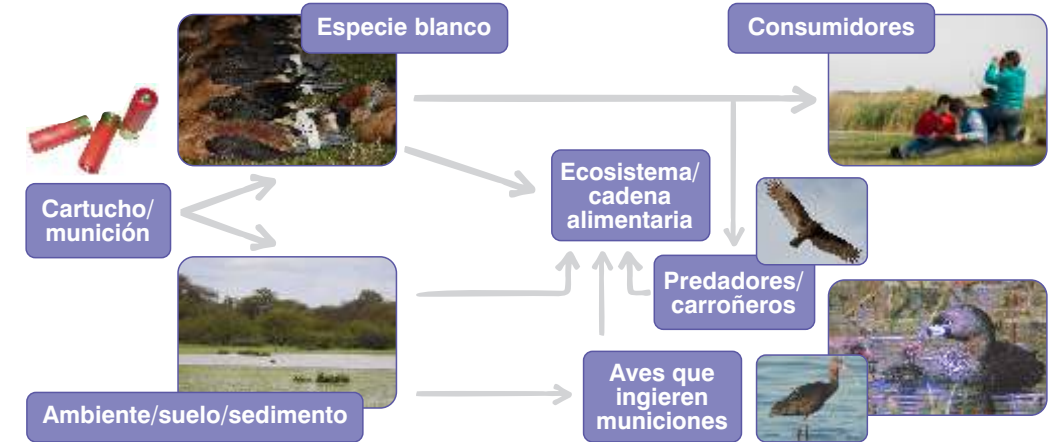 Especie blanco
Consumidores
Cartucho/
munición
Ecosistema/
cadena
alimentaria
Predadores/
carroñeros
Aves que
ingieren
municiones
Ambiente/suelo/sedimento